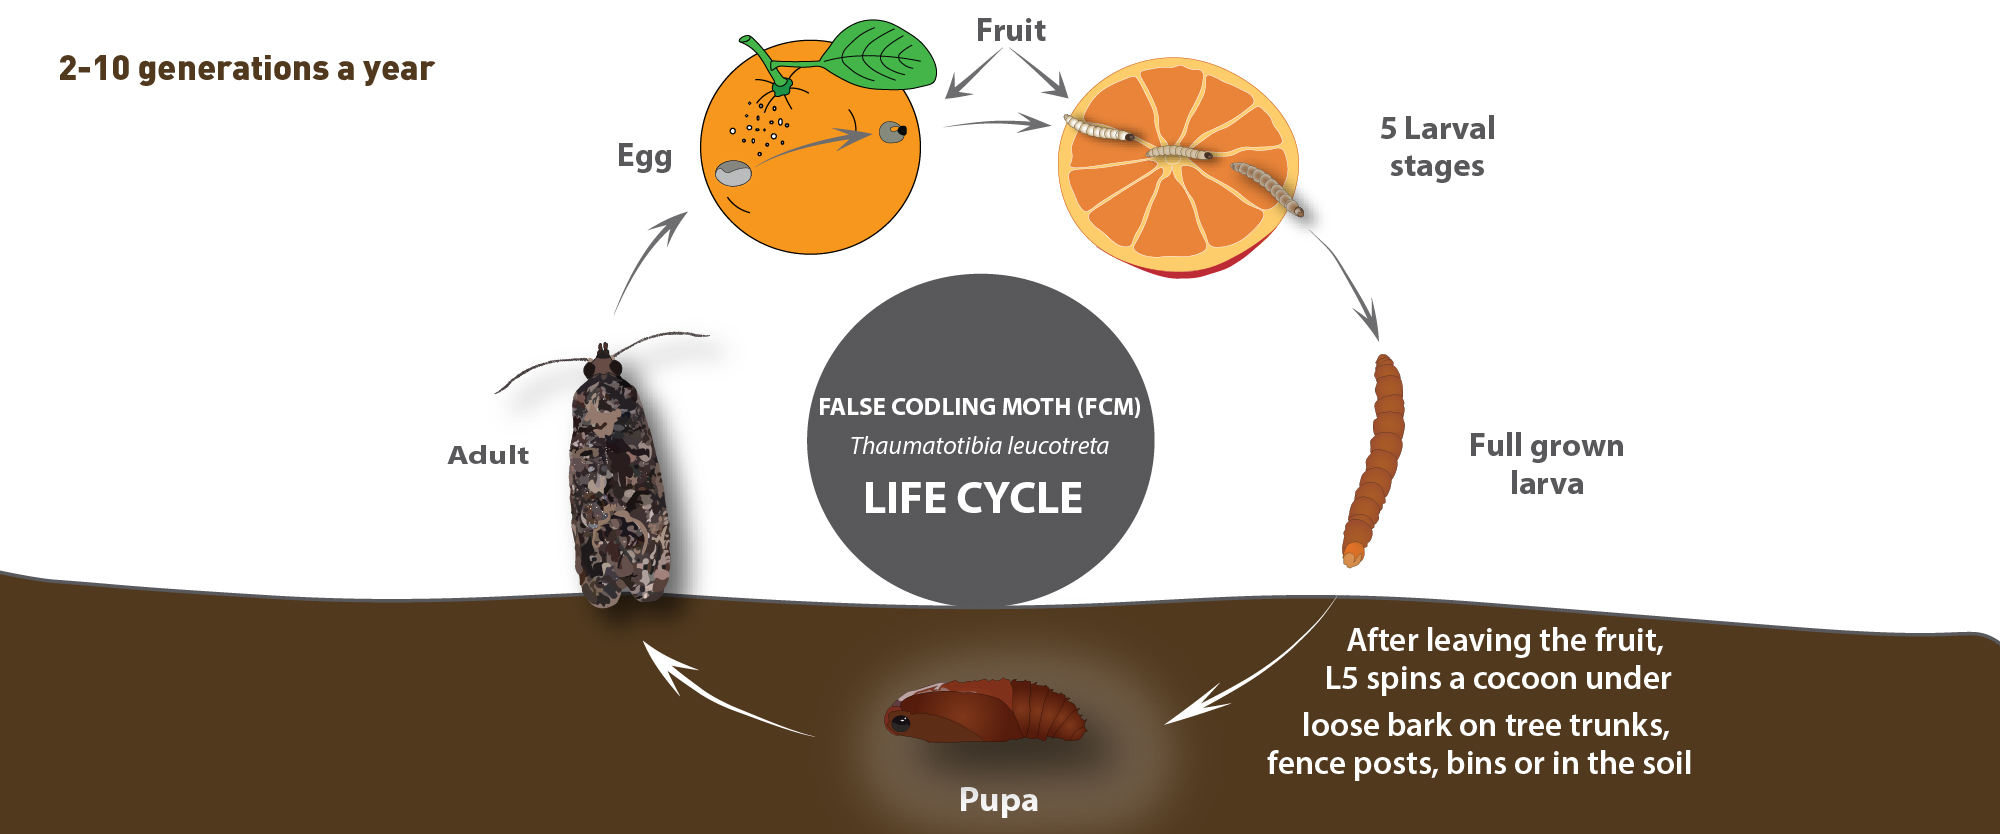 2-10 generations a year
Fruit
Egg
5 Larval
stages
Adult
FALSE CODLING MOTH (FCM)
Thaumatotibia leucotreta
LIFE CYCLE
Full grown
larva
After leaving the fruit,
L5 spins a cocoon under
loose bark on tree trunks,
fence posts, bins or in the soil
Pupa